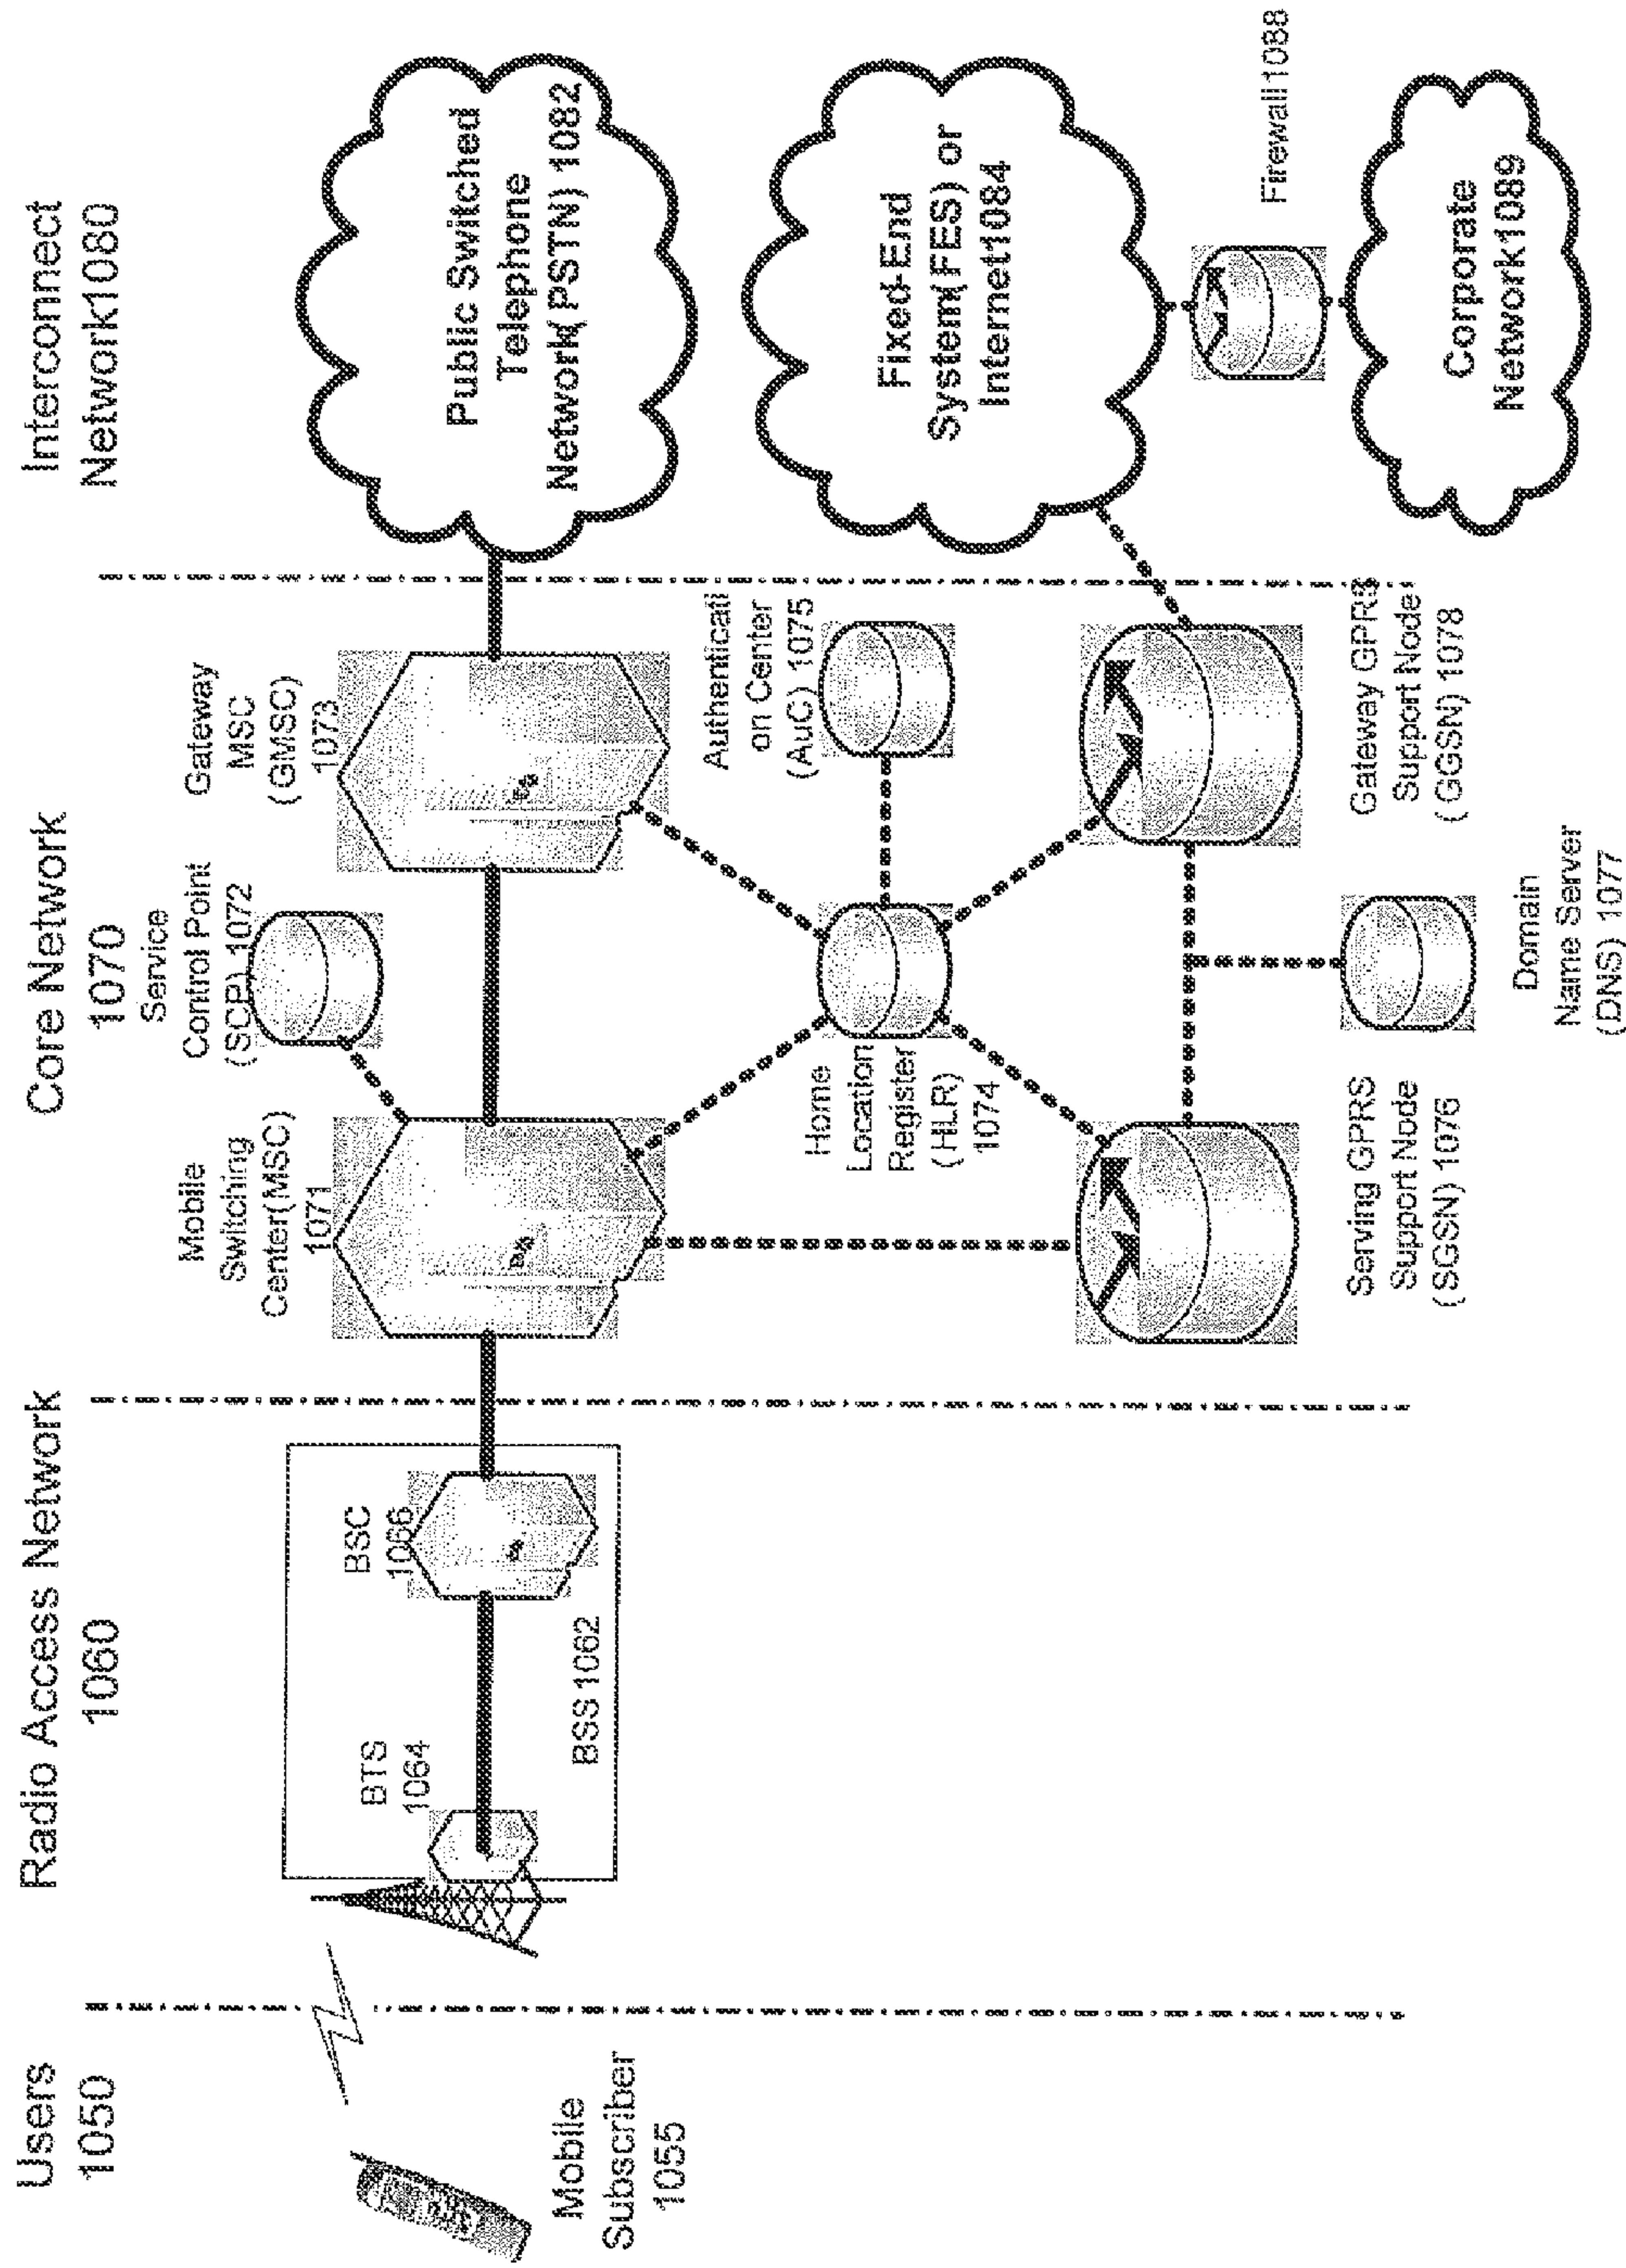 Users
1050
Radio Access Network
1060
Core Network
1070
Interconnect
Network1080
Mobile
Subscriber
1055
BTS
1064
BSC
1066
BSS 1062
Mobile
Switching
Center(MSC)
1071
Service
Control Point
(SCP) 1072
Gateway
MSC
(GMSC)
1073
Home
Location
Register
(HLR)
1074
Authenticati
on Center
(AuC) 1075
Serving GPRS
Support Node
(SGSN) 1076
Domain
Name Server
(DNS) 1077
Gateway GPRS
Support Node
(GGSN) 1078
Public Switched
Telephone
Network(PSTN) 1082
Fixed-End
System(FES) or
Internet1084
Firewall1088
Corporate
Network1089